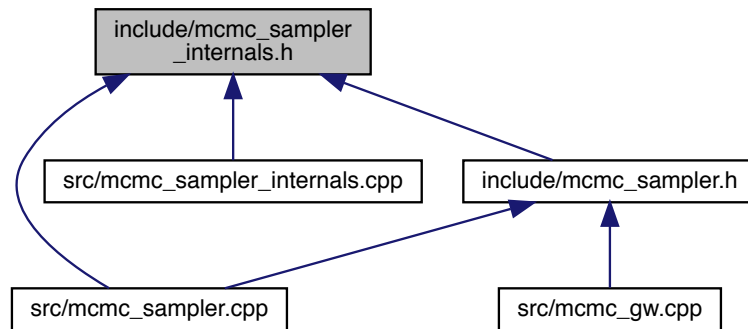 include/mcmc_sampler
_internals.h
src/mcmc_sampler_internals.cpp
include/mcmc_sampler.h
src/mcmc_sampler.cpp
src/mcmc_gw.cpp